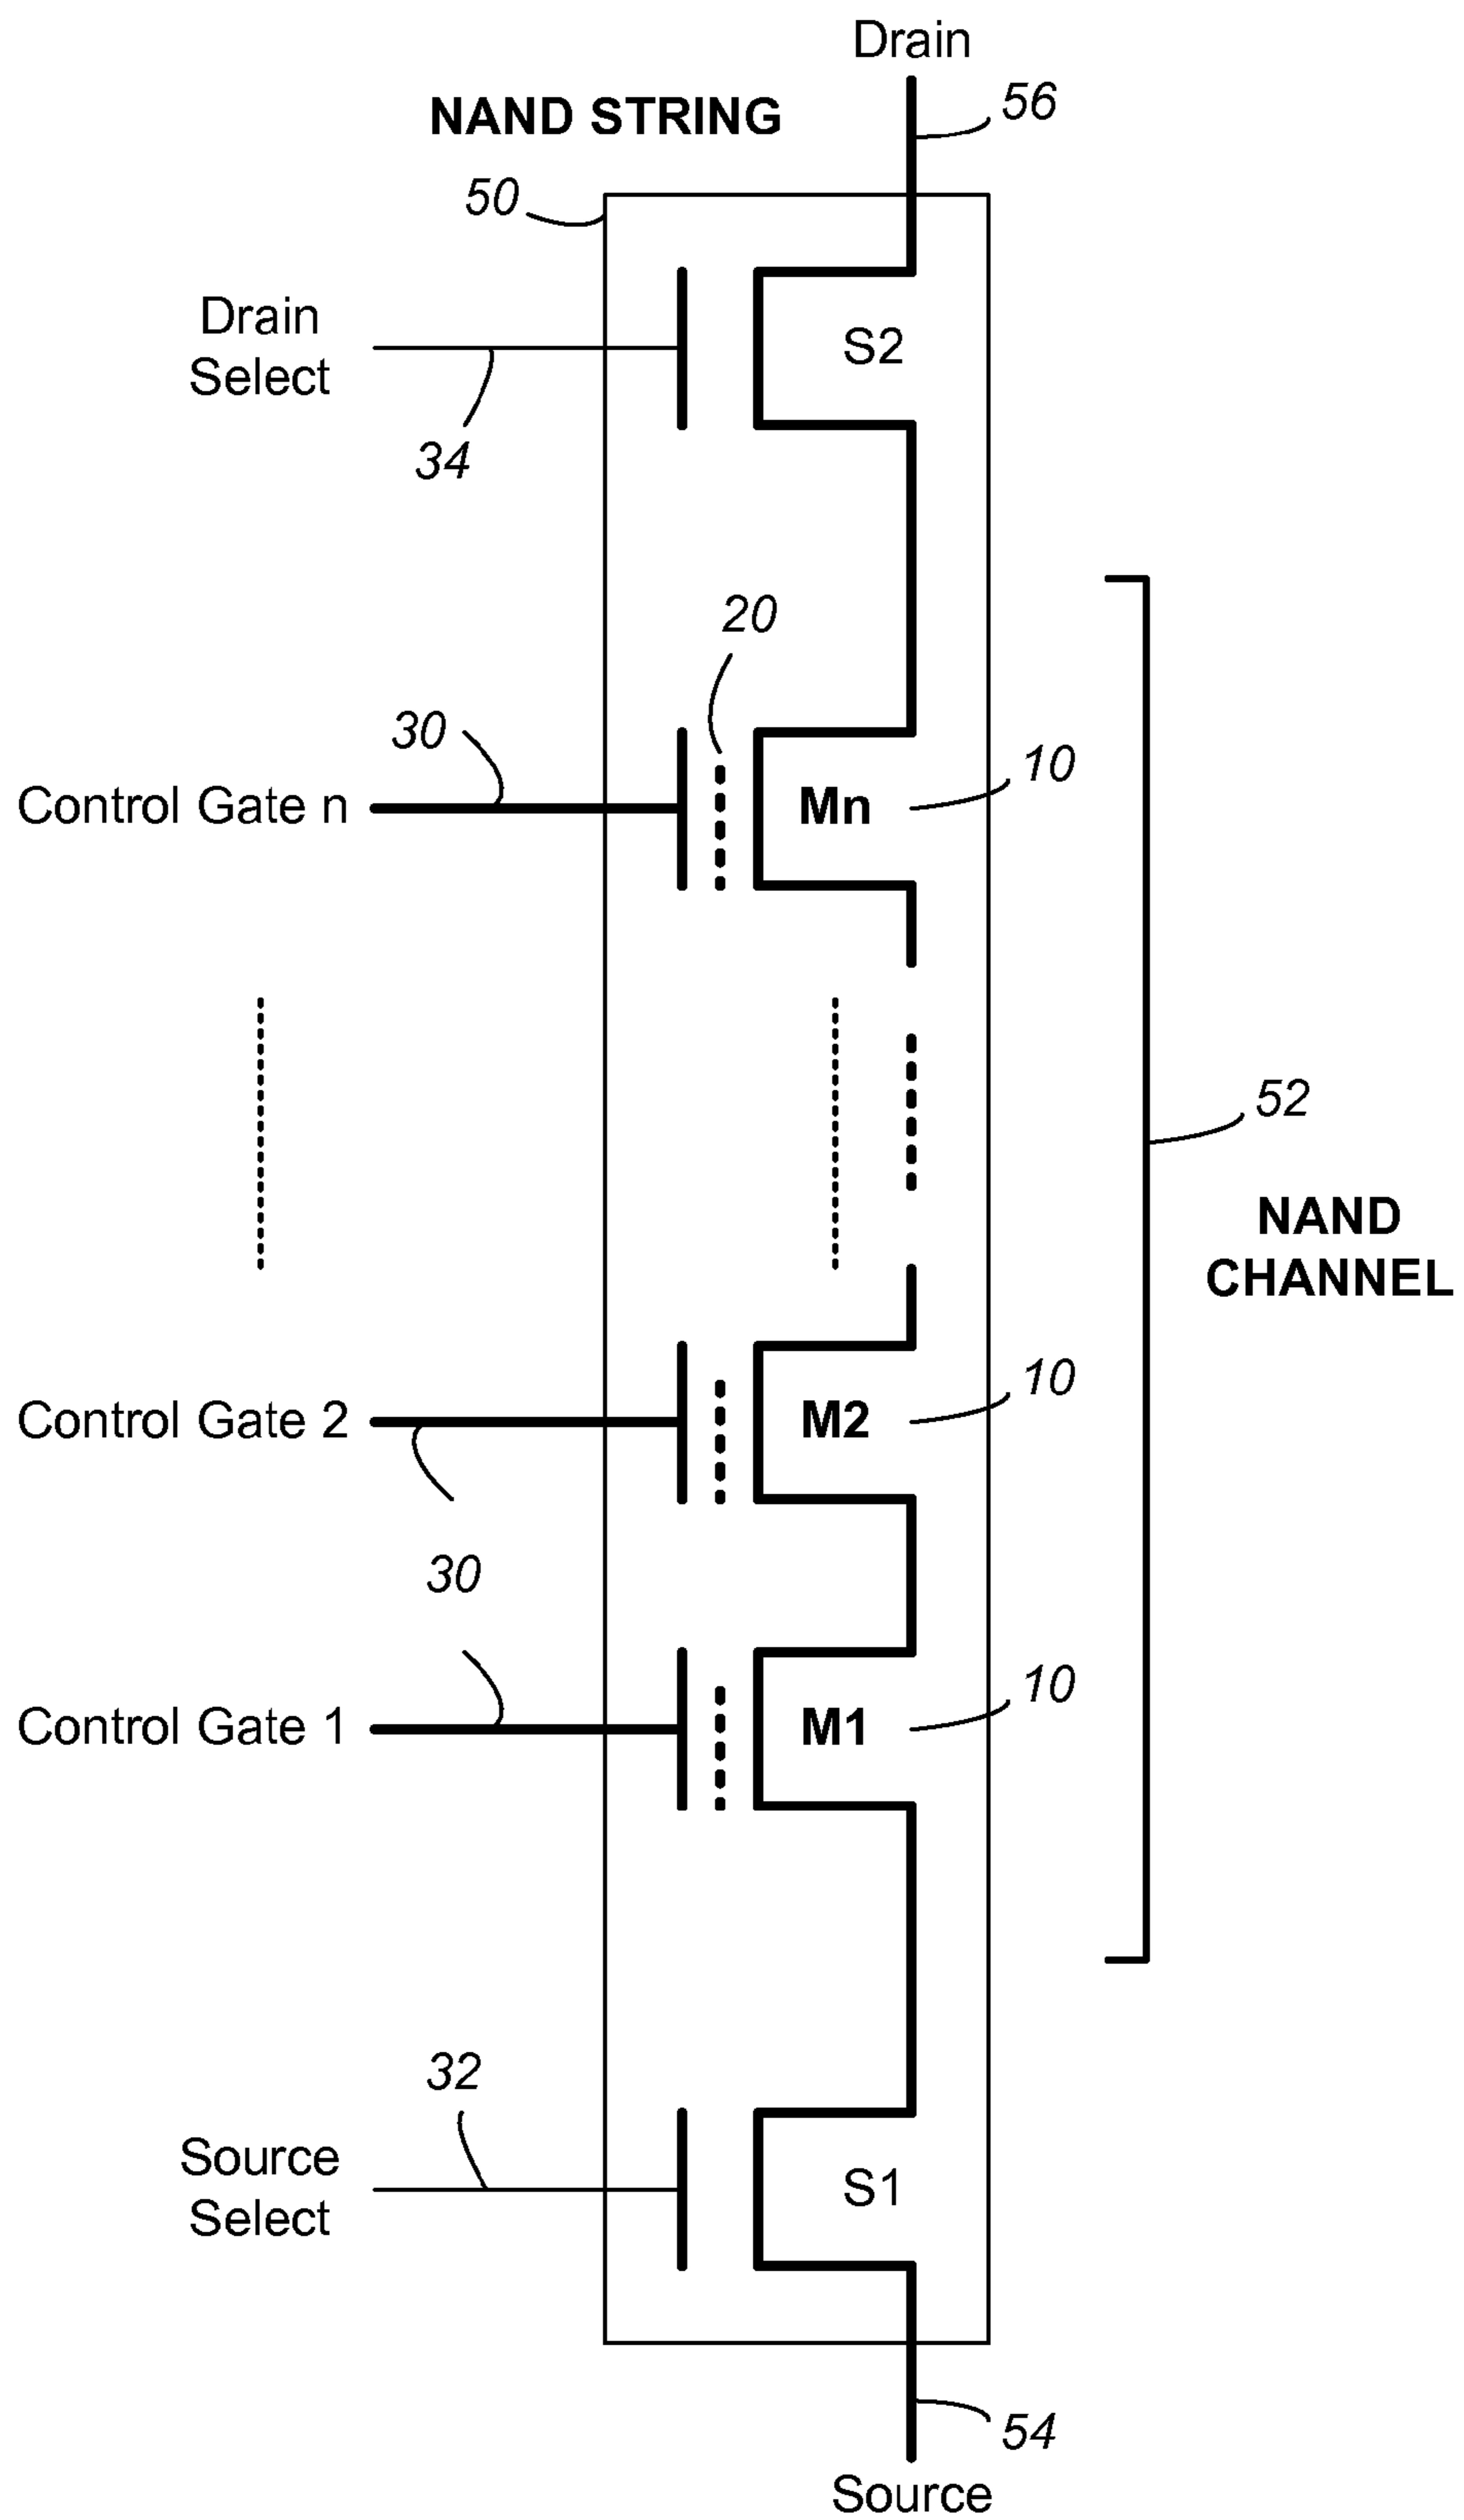 Drain
56
NAND STRING
50
Drain
Select
S2
34
20
30
10
Control Gate n
Mn
52
NAND
CHANNEL
10
Control Gate 2
M2
30
10
Control Gate 1
M1
32
Source
Select
S1
54
Source